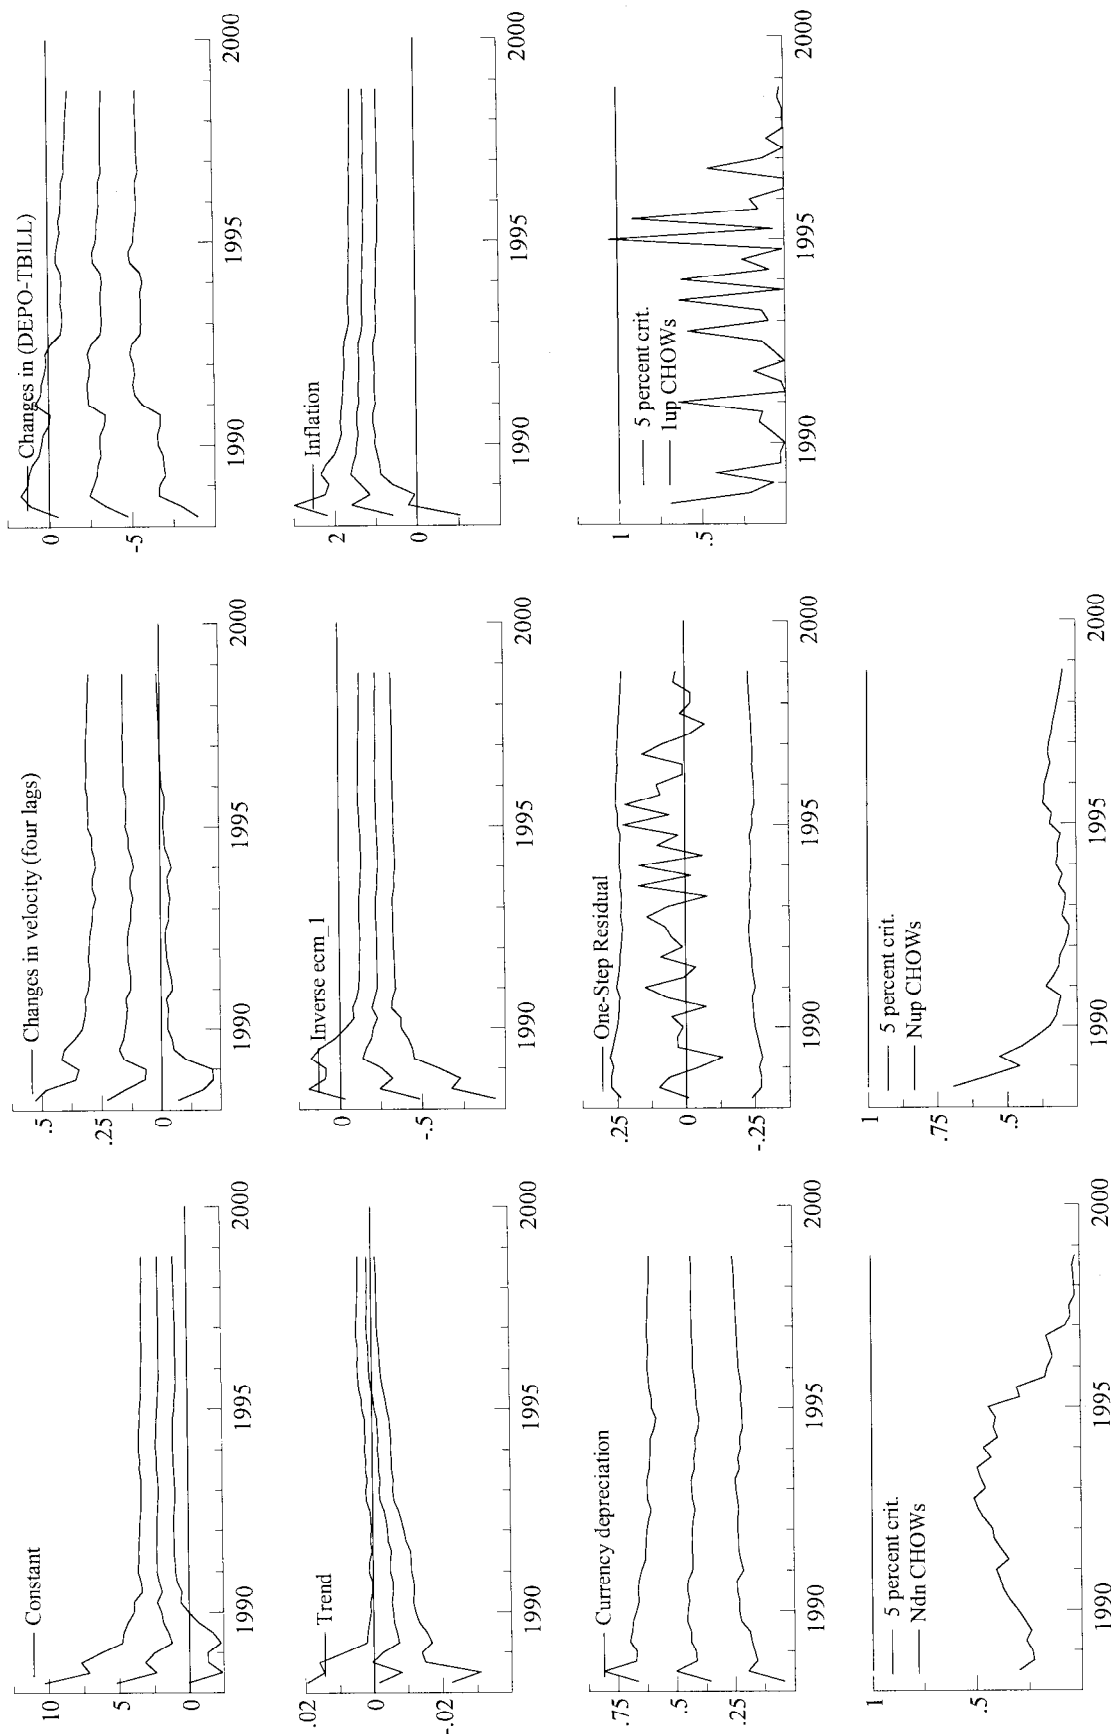 Constant
10
5
0
1990 1995 2000
Changes in velocity (four lags)
.5
.25
0
1990 1995 2000
Changes in (DEPO-TBILL)
0
-5
1990 1995 2000
Trend
.02
0
-.02
1990 1995 2000
Inverse ecm_1
0
-.5
1990 1995 2000
Inflation
2
0
1990 1995 2000
Currency depreciation
.75
.5
.25
1990 1995 2000
One-Step Residual
.25
0
-.25
1990 1995 2000
5 percent crit.
1up CHOWs
1
.5
1990 1995 2000
5 percent crit.
Ndn CHOWs
1
.5
1990 1995 2000
5 percent crit.
Nup CHOWs
1
.75
.5
1990 1995 2000